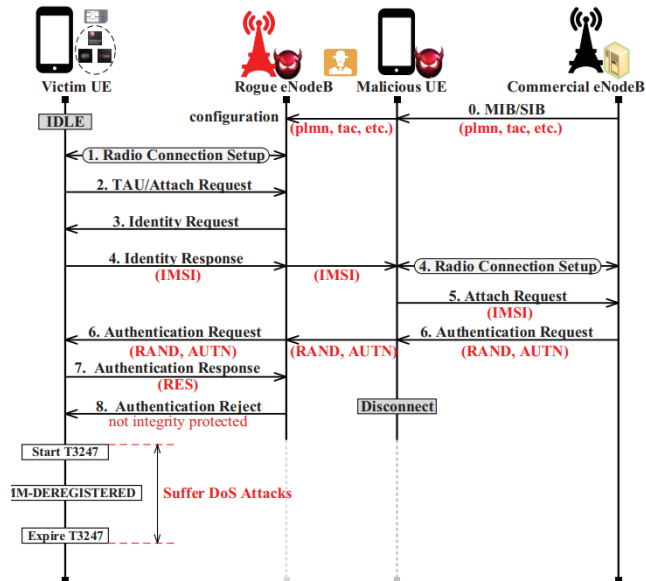 Victim UE
Rogue eNodeB
Malicious UE
Commercial eNodeB
IDLE
configuration
0. MIB/SIB
(plmn, tac, etc.)
(plmn, tac, etc.)
1. Radio Connection Setup
2. TAU/Attach Request
3. Identity Request
4. Identity Response
(IMSI)
(IMSI)
4. Radio Connection Setup
5. Attach Request
(IMSI)
6. Authentication Request
(RAND, AUTN)
(RAND, AUTN)
6. Authentication Request
(RAND, AUTN)
7. Authentication Response
(RES)
8. Authentication Reject
not integrity protected
Disconnect
Start T3247
MM-DEREGISTERED
Suffer DoS Attacks
Expire T3247